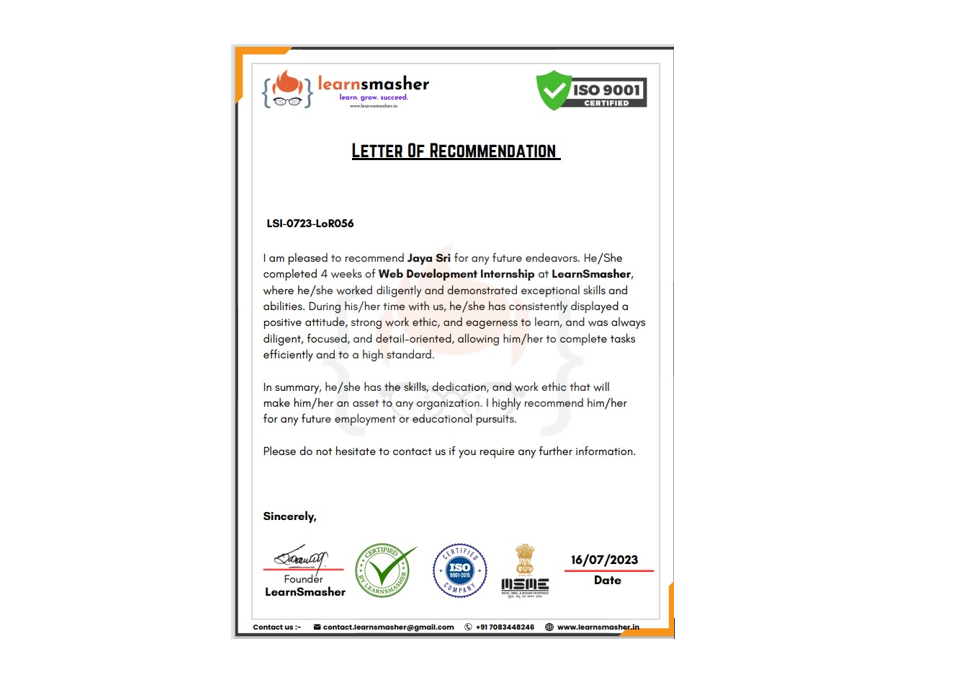 learnsmasher
learn. grow. succeed.
www.learnsmasher.in
ISO 9001
CERTIFIED
LETTER OF RECOMMENDATION
LSI-0723-LoR056
I am pleased to recommend Jaya Sri for any future endeavors. He/She
completed 4 weeks of Web Development Internship at LearnSmasher,
where he/she worked diligently and demonstrated exceptional skills and
abilities. During his/her time with us, he/she has consistently displayed a
positive attitude, strong work ethic, and eagerness to learn, and was always
diligent, focused, and detail-oriented, allowing him/her to complete tasks
efficiently and to a high standard.
In summary, he/she has the skills, dedication, and work ethic that will
make him/her an asset to any organization. I highly recommend him/her
for any future employment or educational pursuits.
Please do not hesitate to contact us if you require any further information.
Sincerely,
Founder
LearnSmasher
CERTIFIED
BY LEARNSMASHER
CERTIFIED
ISO
9001-2015
COMPANY
MSME
16/07/2023
Date
Contact us :- contact.learnsmasher@gmail.com +91 7083448246 www.learnsmasher.in